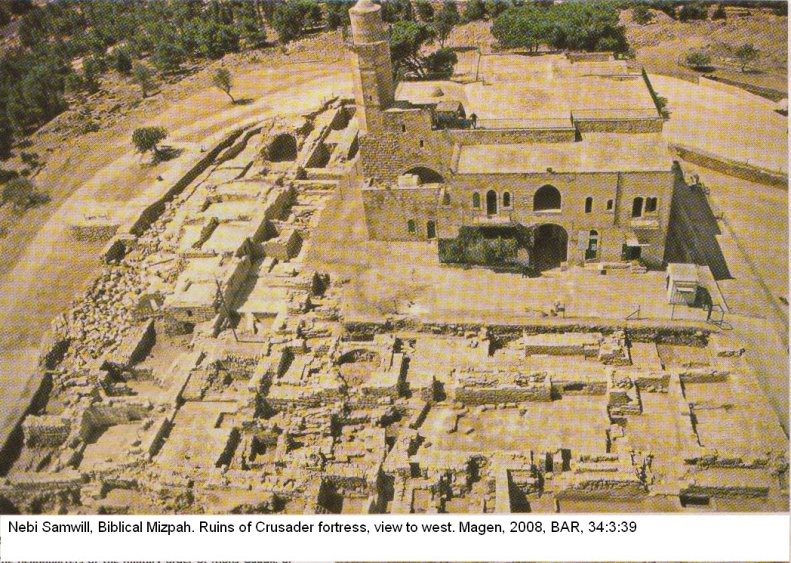 Nebi Samwill, Biblical Mizpah. Ruins of Crusader fortress, view to west. Magen, 2008, BAR, 34:3:39